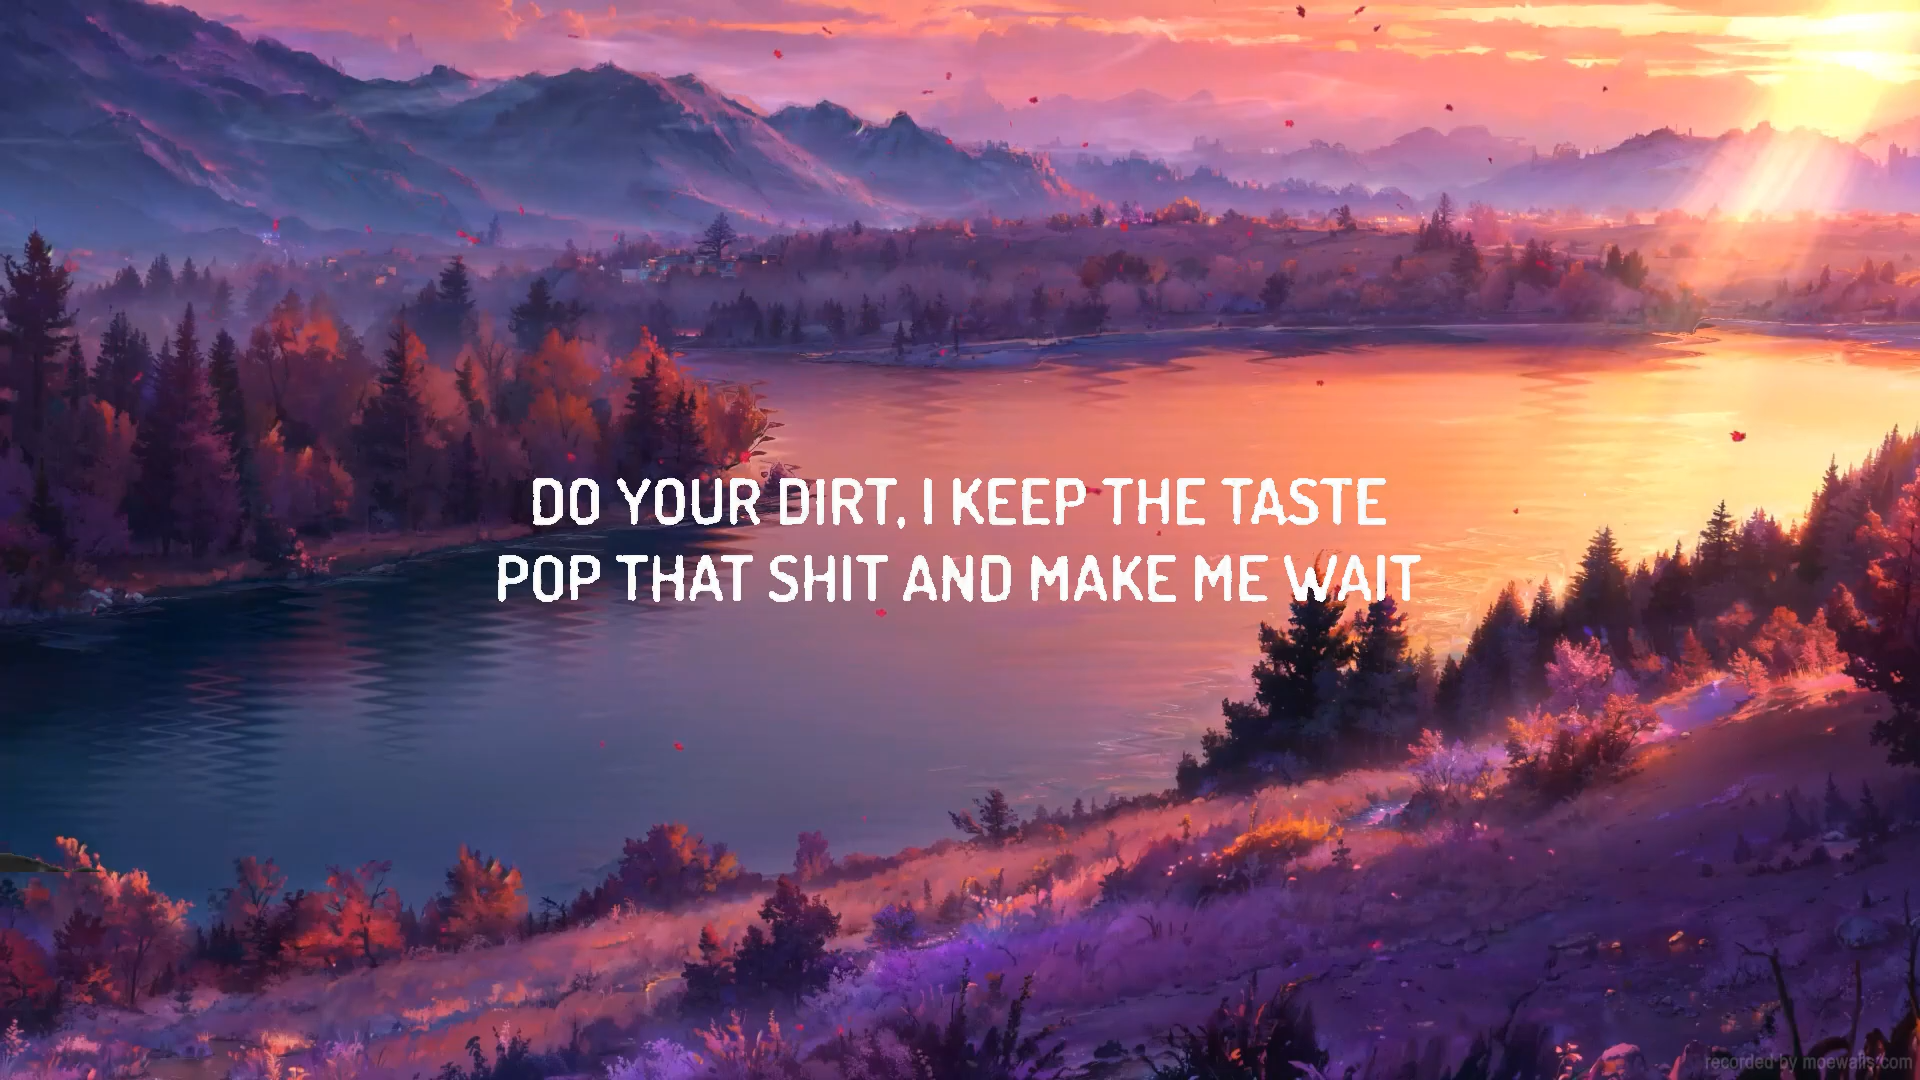 DO YOUR DIRT, I KEEP THE TASTE
POP THAT SHIT AND MAKE ME WAIT
recorded by moewalls.com